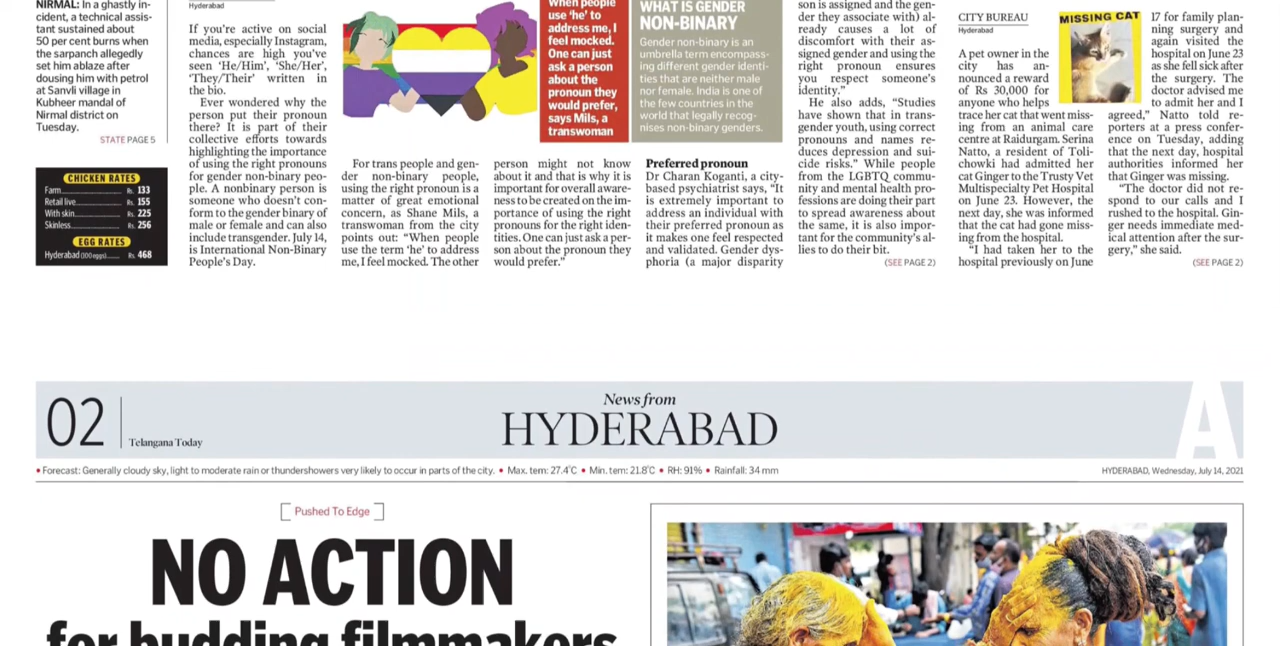 NIRMAL: In a ghastly in-
cident, a technical assis-
tant sustained about
50 per cent burns when
the sarpanch allegedly
set him ablaze after
dousing him with petrol
at Sanvli village in
Kubheer mandal of
Nirmal district on
Tuesday.
STATE PAGE 5
CHICKEN RATES
Farm Rs. 133
Retail live Rs. 155
With skin Rs. 225
Skinless Rs. 256
EGG RATES
Hyderabad (100 eggs) Rs. 468
Hyderabad
If you're active on social
media, especially Instagram,
chances are high you've
seen 'He/Him', 'She/Her',
'They/Their' written in
the bio.
Ever wondered why the
person put their pronoun
there? It is part of their
collective efforts towards
highlighting the importance
of using the right pronouns
for gender non-binary peo-
ple. A nonbinary person is
someone who doesn't con-
form to the gender binary of
male or female and can also
include transgender. July 14,
is International Non-Binary
People's Day.
When people
use 'he' to
address me, I
feel mocked.
One can just
ask a person
about the
pronoun they
would prefer,
says Mils, a
transwoman
WHAT IS GENDER
NON-BINARY
Gender non-binary is an
umbrella term encompass-
ing different gender identi-
ties that are neither male
nor female. India is one of
the few countries in the
world that legally recog-
nises non-binary genders.
For trans people and gen-
der non-binary people,
using the right pronoun is a
matter of great emotional
concern, as Shane Mils, a
transwoman from the city
points out: "When people
use the term 'he' to address
me, I feel mocked. The other
person might not know
about it and that is why it is
important for overall aware-
ness to be created on the im-
portance of using the right
pronouns for the right iden-
tities. One can just ask a per-
son about the pronoun they
would prefer."
Preferred pronoun
Dr Charan Koganti, a city-
based psychiatrist says, "It
is extremely important to
address an individual with
their preferred pronoun as
it makes one feel respected
and validated. Gender dys-
phoria (a major disparity
son is assigned and the gen-
der they associate with) al-
ready causes a lot of
discomfort with their as-
signed gender and using the
right pronoun ensures
you respect someone's
identity."
He also adds, "Studies
have shown that in trans-
gender youth, using correct
pronouns and names re-
duces depression and sui-
cide risks." While people
from the LGBTQ commu-
nity and mental health pro-
fessions are doing their part
to spread awareness about
the same, it is also impor-
tant for the community's al-
lies to do their bit.
(SEE PAGE 2)
CITY BUREAU
Hyderabad
MISSING CAT
A pet owner in the
city has an-
nounced a reward
of Rs 30,000 for
anyone who helps
trace her cat that went miss-
ing from an animal care
centre at Raidurgam. Serina
Natto, a resident of Toli-
chowki had admitted her
cat Ginger to the Trusty Vet
Multispecialty Pet Hospital
on June 23. However, the
next day, she was informed
that the cat had gone miss-
ing from the hospital.
"I had taken her to the
hospital previously on June
17 for family plan-
ning surgery and
again visited the
hospital on June 23
as she fell sick after
the surgery. The
doctor advised me
to admit her and I
agreed," Natto told re-
porters at a press confer-
ence on Tuesday, adding
that the next day, hospital
authorities informed her
that Ginger was missing.
"The doctor did not re-
spond to our calls and I
rushed to the hospital. Gin-
ger needs immediate med-
ical attention after the sur-
gery," she said.
(SEE PAGE 2)
02
Telangana Today
News from
HYDERABAD
A
• Forecast: Generally cloudy sky, light to moderate rain or thundershowers very likely to occur in parts of the city. • Max. tem: 27.4°C • Min. tem: 21.8°C • RH: 91% • Rainfall: 34 mm
HYDERABAD, Wednesday, July 14, 2021
Pushed To Edge
NO ACTION
for budding filmmakers